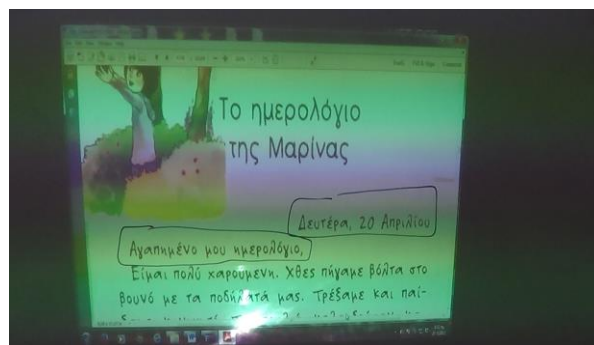 Το ημερολόγιο
της Μαρίνας
Δευτέρα, 20 Απριλίου
Αγαπημένο μου ημερολόγιο,
Είμαι πολύ χαρούμενη. Χθες πήγαμε βόλτα στο
βουνό με τα ποδήλατά μας. Τρέξαμε και παί-